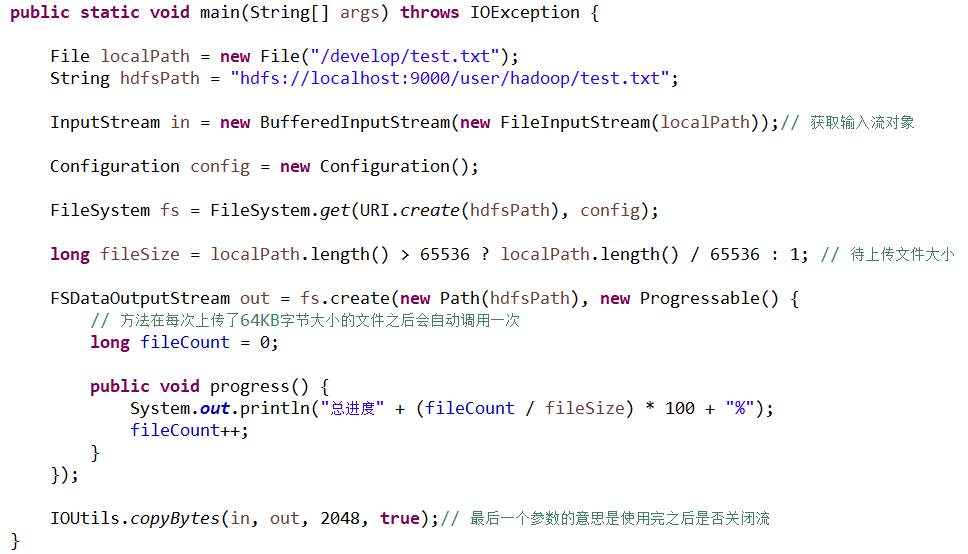 public static void main(String[] args) throws IOException {
File localPath = new File("/develop/test.txt");
String hdfsPath = "hdfs://localhost:9000/user/hadoop/test.txt";
InputStream in = new BufferedInputStream(new FileInputStream(localPath));// 获取输入流对象
Configuration config = new Configuration();
FileSystem fs = FileSystem.get(URI.create(hdfsPath), config);
long fileSize = localPath.length() > 65536 ? localPath.length() / 65536 : 1; // 待上传文件大小
FSDataOutputStream out = fs.create(new Path(hdfsPath), new Progressable() {
// 方法在每次上传了64KB字节大小的文件之后会自动调用一次
long fileCount = 0;
public void progress() {
System.out.println("总进度" + (fileCount / fileSize) * 100 + "%");
fileCount++;
}
});
IOUtils.copyBytes(in, out, 2048, true);// 最后一个参数的意思是使用完之后是否关闭流
}